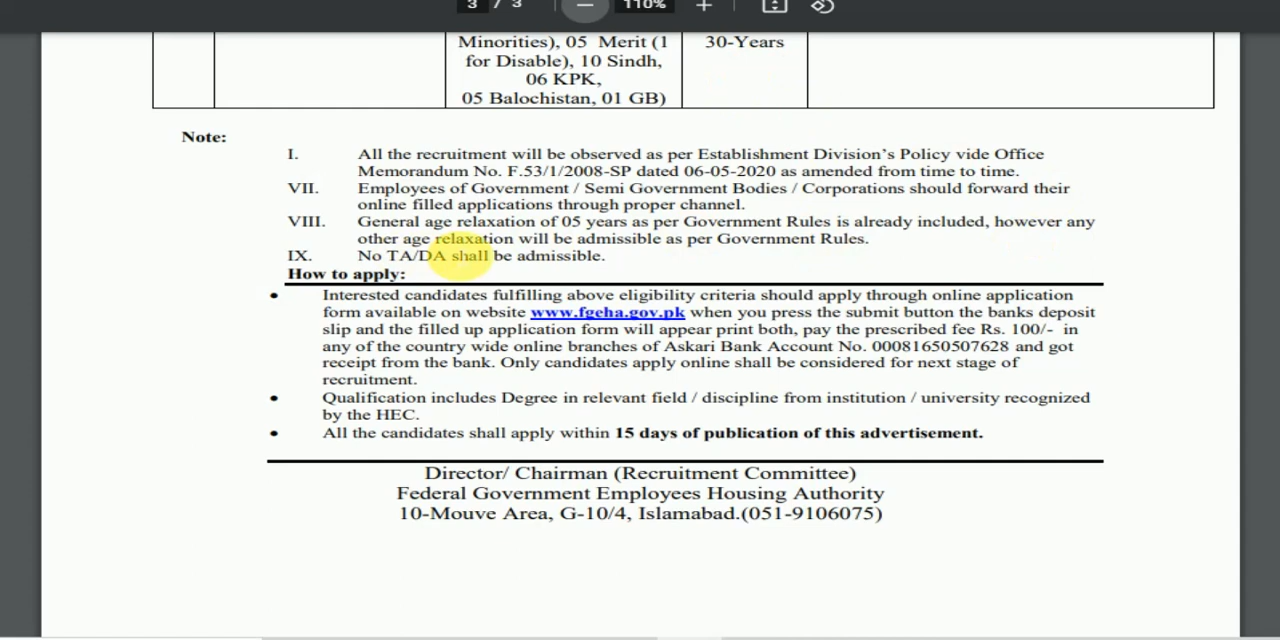 3 / 3 110%
Minorities), 05 Merit (1 30-Years
for Disable), 10 Sindh,
06 KPK,
05 Balochistan, 01 GB)
Note:
I. All the recruitment will be observed as per Establishment Division's Policy vide Office
Memorandum No. F.53/1/2008-SP dated 06-05-2020 as amended from time to time.
VII. Employees of Government / Semi Government Bodies / Corporations should forward their
online filled applications through proper channel.
VIII. General age relaxation of 05 years as per Government Rules is already included, however any
other age relaxation will be admissible as per Government Rules.
IX. No TA/DA shall be admissible.
How to apply:
• Interested candidates fulfilling above eligibility criteria should apply through online application
form available on website www.fgeha.gov.pk when you press the submit button the banks deposit
slip and the filled up application form will appear print both, pay the prescribed fee Rs. 100/- in
any of the country wide online branches of Askari Bank Account No. 00081650507628 and got
receipt from the bank. Only candidates apply online shall be considered for next stage of
recruitment.
• Qualification includes Degree in relevant field / discipline from institution / university recognized
by the HEC.
• All the candidates shall apply within 15 days of publication of this advertisement.
Director/ Chairman (Recruitment Committee)
Federal Government Employees Housing Authority
10-Mouve Area, G-10/4, Islamabad.(051-9106075)